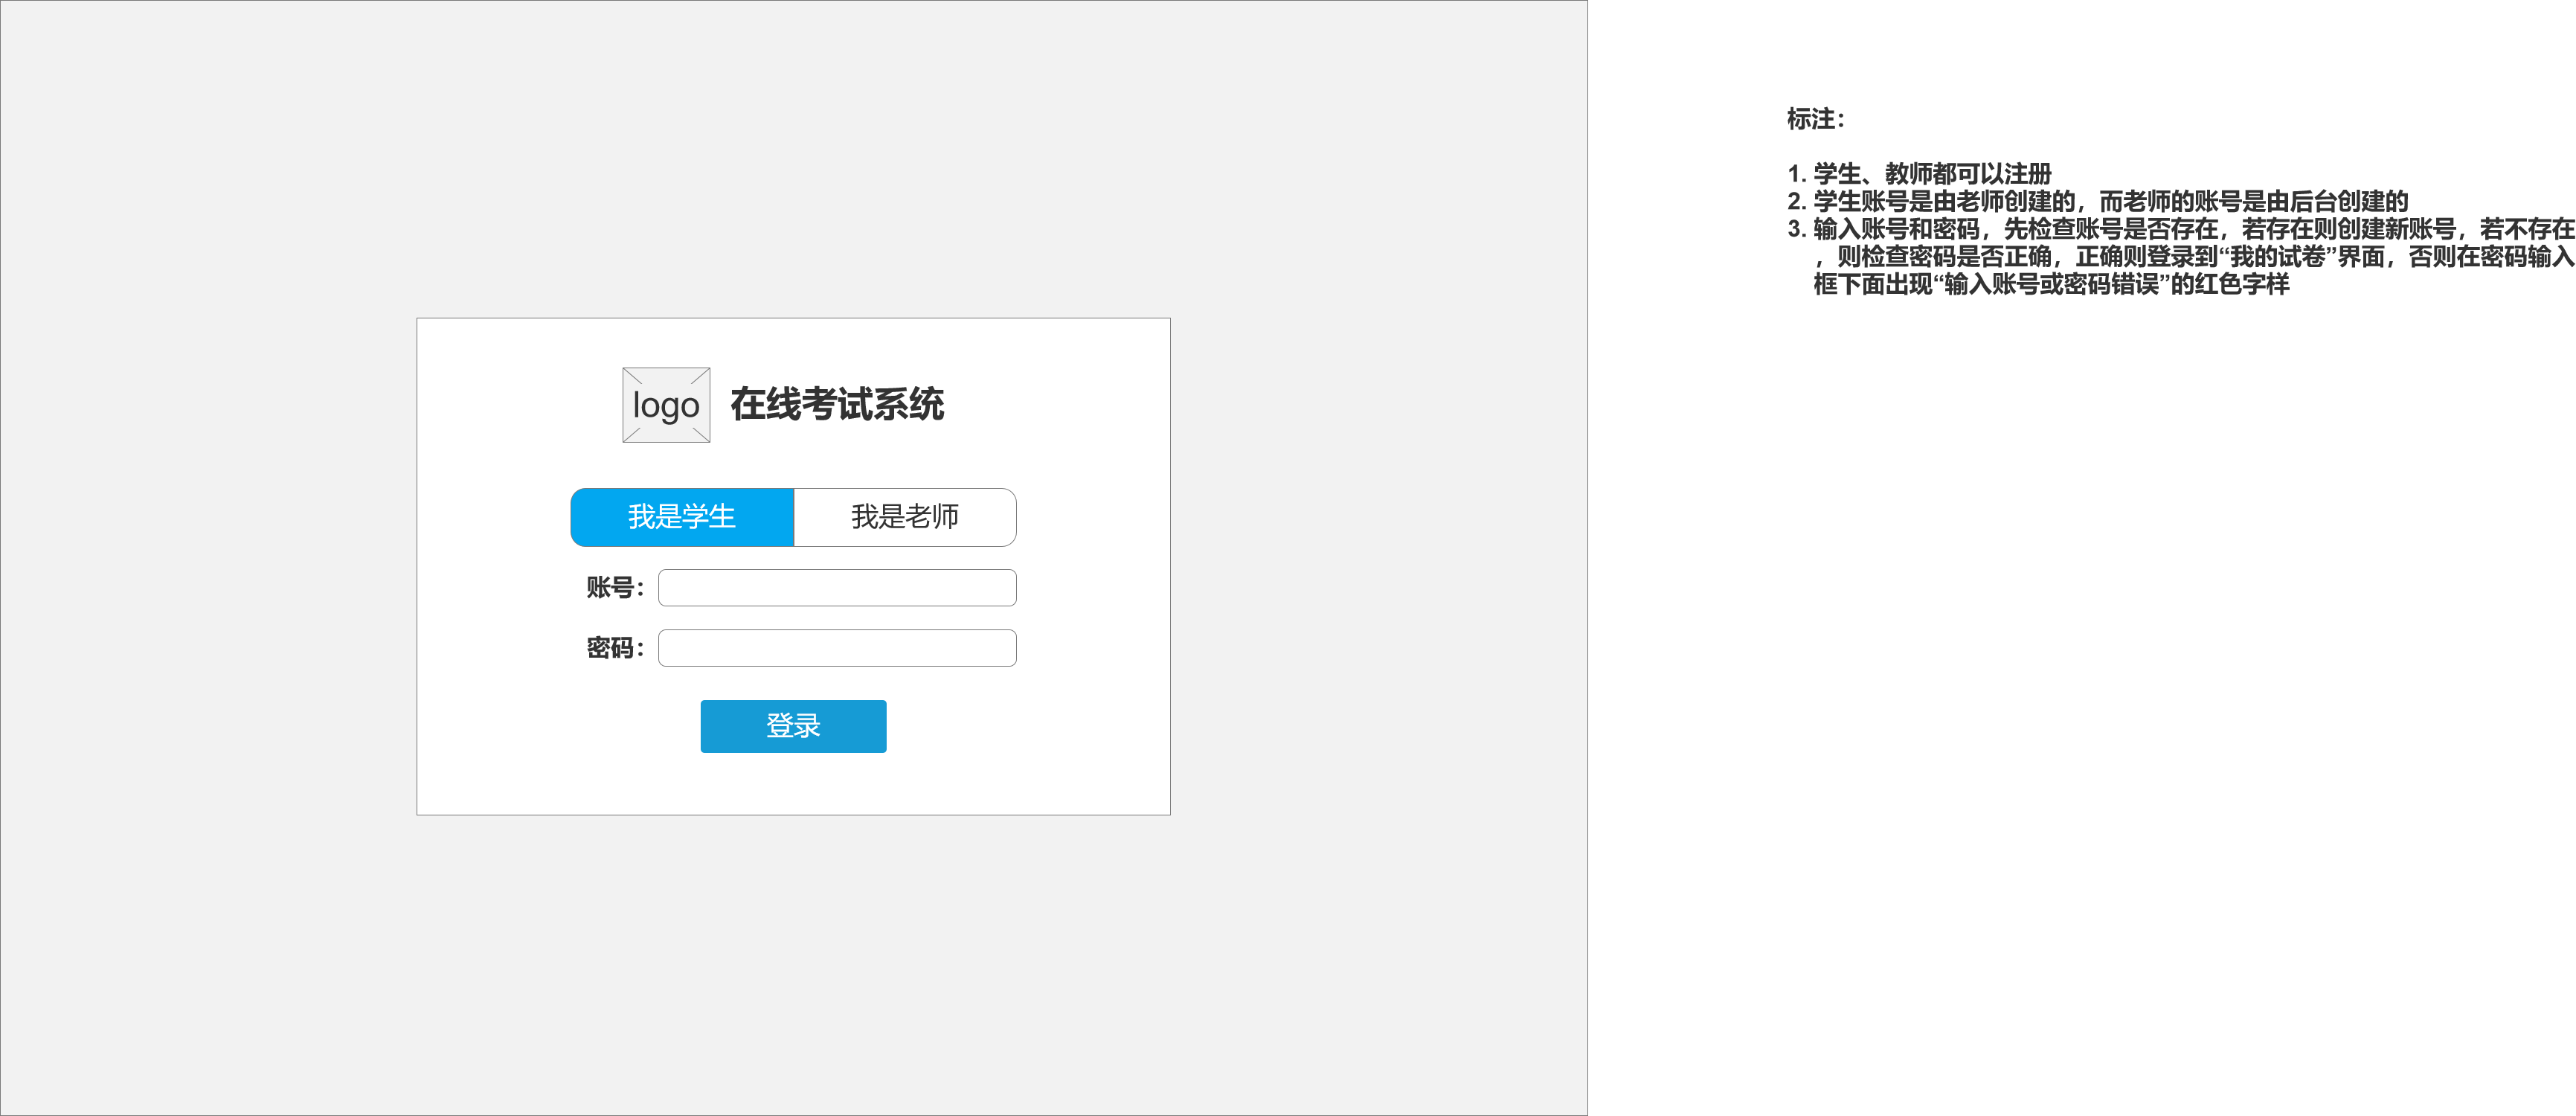 标注：
1. 学生、教师都可以注册
2. 学生账号是由老师创建的，而老师的账号是由后台创建的
3. 输入账号和密码，先检查账号是否存在，若存在则创建新账号，若不存在
，则检查密码是否正确，正确则登录到“我的试卷”界面，否则在密码输入
框下面出现“输入账号或密码错误”的红色字样
logo 在线考试系统
我是学生 我是老师
账号：
密码：
登录